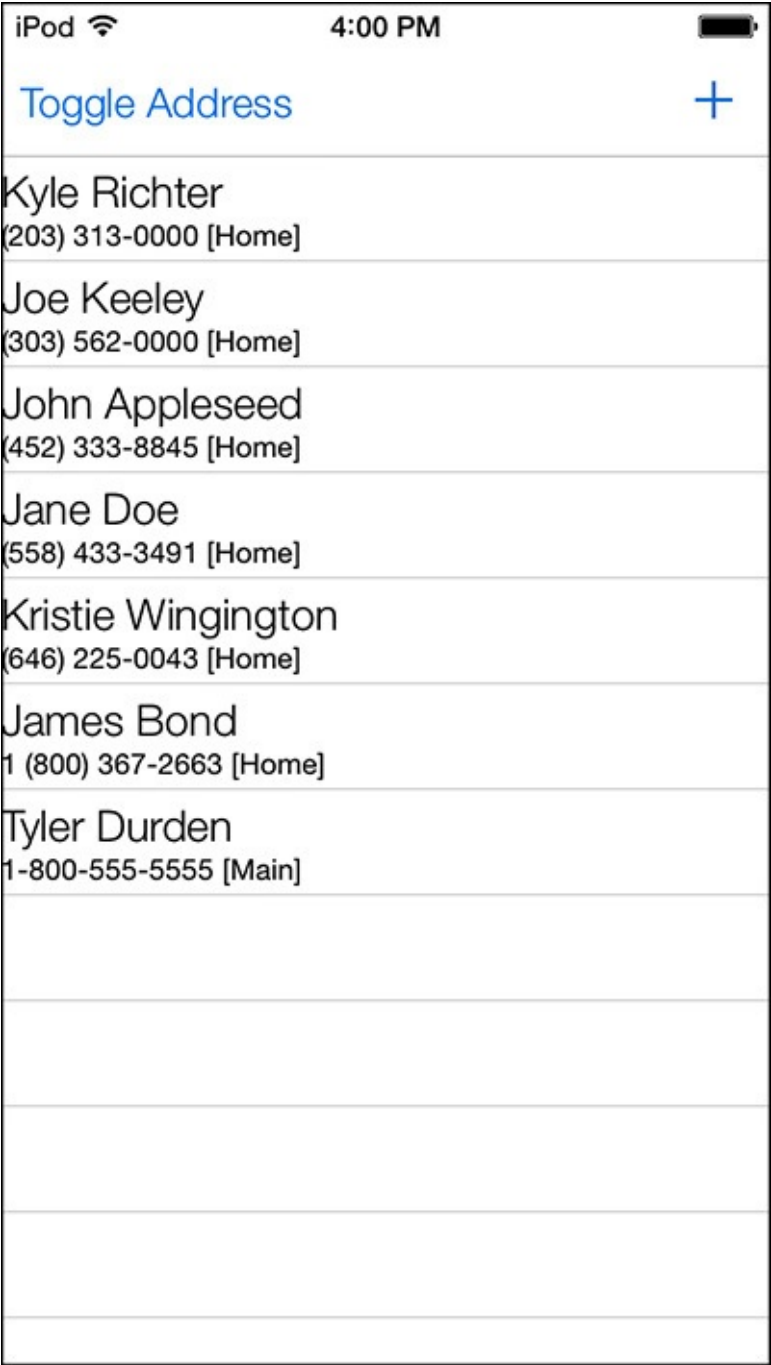 iPod 4:00 PM
Toggle Address +
Kyle Richter
(203) 313-0000 [Home]
Joe Keeley
(303) 562-0000 [Home]
John Appleseed
(452) 333-8845 [Home]
Jane Doe
(558) 433-3491 [Home]
Kristie Wingington
(646) 225-0043 [Home]
James Bond
1 (800) 367-2663 [Home]
Tyler Durden
1-800-555-5555 [Main]